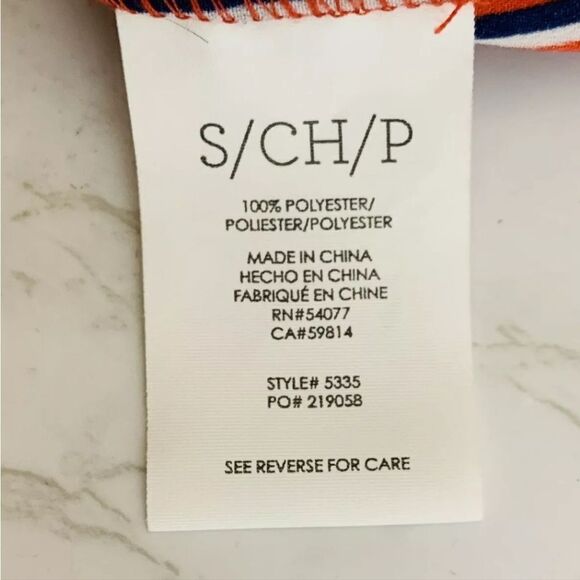 S/CH/P
100% POLYESTER/
POLIESTER/POLYESTER
MADE IN CHINA
HECHO EN CHINA
FABRIQUÉ EN CHINE
RN#54077
CA#59814
STYLE# 5335
PO# 219058
SEE REVERSE FOR CARE